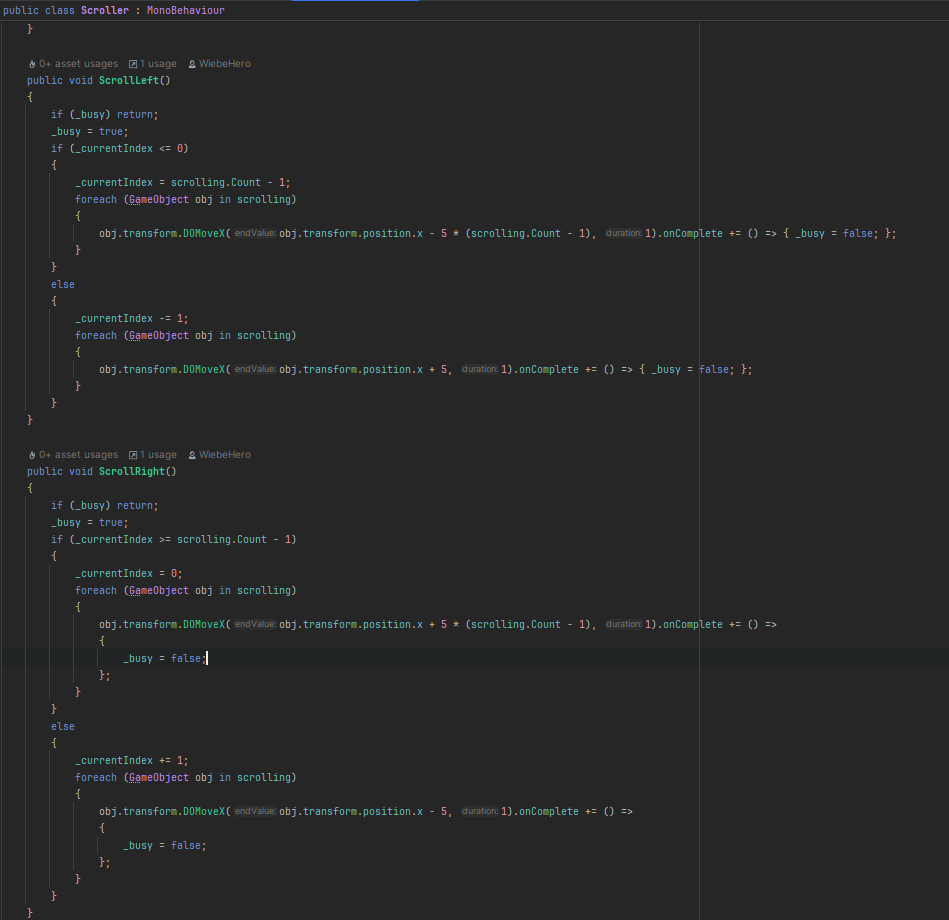 public class Scroller : MonoBehaviour
}
0+ asset usages 1 usage WiebeHero
public void ScrollLeft()
{
if (_busy) return;
_busy = true;
if (_currentIndex <= 0)
{
_currentIndex = scrolling.Count - 1;
foreach (GameObject obj in scrolling)
{
obj.transform.DOMoveX( endValue: obj.transform.position.x - 5 * (scrolling.Count - 1), duration: 1).onComplete += () => { _busy = false; };
}
}
else
{
_currentIndex -= 1;
foreach (GameObject obj in scrolling)
{
obj.transform.DOMoveX( endValue: obj.transform.position.x + 5, duration: 1).onComplete += () => { _busy = false; };
}
}
}
0+ asset usages 1 usage WiebeHero
public void ScrollRight()
{
if (_busy) return;
_busy = true;
if (_currentIndex >= scrolling.Count - 1)
{
_currentIndex = 0;
foreach (GameObject obj in scrolling)
{
obj.transform.DOMoveX( endValue: obj.transform.position.x + 5 * (scrolling.Count - 1), duration: 1).onComplete += () =>
{
_busy = false;
};
}
}
else
{
_currentIndex += 1;
foreach (GameObject obj in scrolling)
{
obj.transform.DOMoveX( endValue: obj.transform.position.x - 5, duration: 1).onComplete += () =>
{
_busy = false;
};
}
}
}